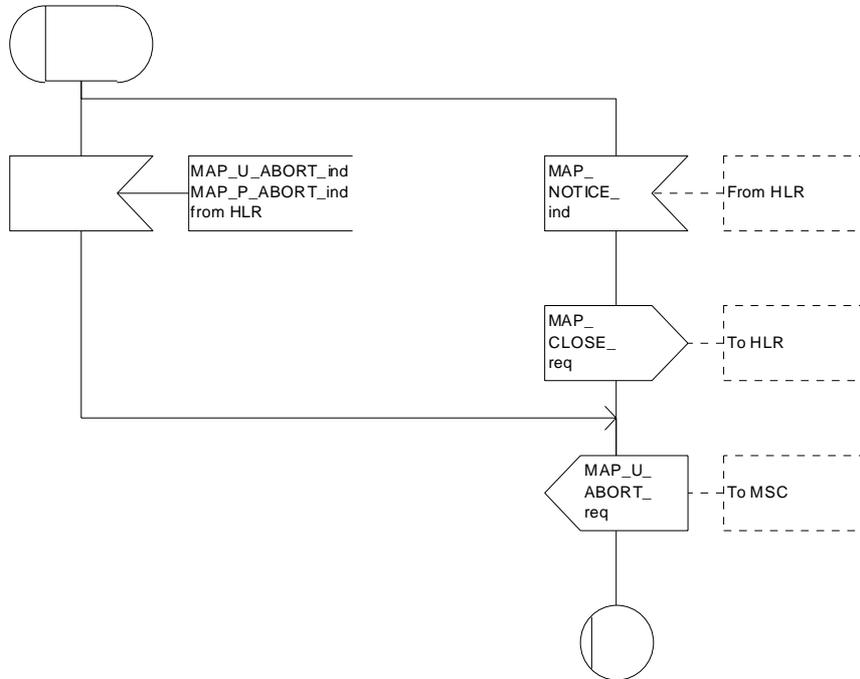 MAP_U_ABORT_ind
MAP_P_ABORT_ind
from HLR
MAP_
NOTICE_
ind
From HLR
MAP_
CLOSE_
req
To HLR
MAP_U_
ABORT_
req
To MSC